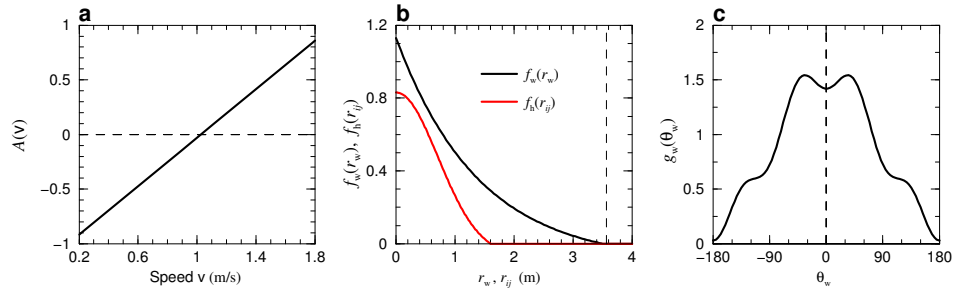 a
A(v)
1
0.5
0
−0.5
−1
0.2 0.6 1 1.4 1.8
Speed v (m/s)
b
f_w(r_w), f_h(r_ij)
1.2
0.8
0.4
0
f_w(r_w)
f_h(r_ij)
0 1 2 3 4
r_w, r_ij (m)
c
g_w(θ_w)
2
1.5
1
0.5
0
−180 −90 0 90 180
θ_w